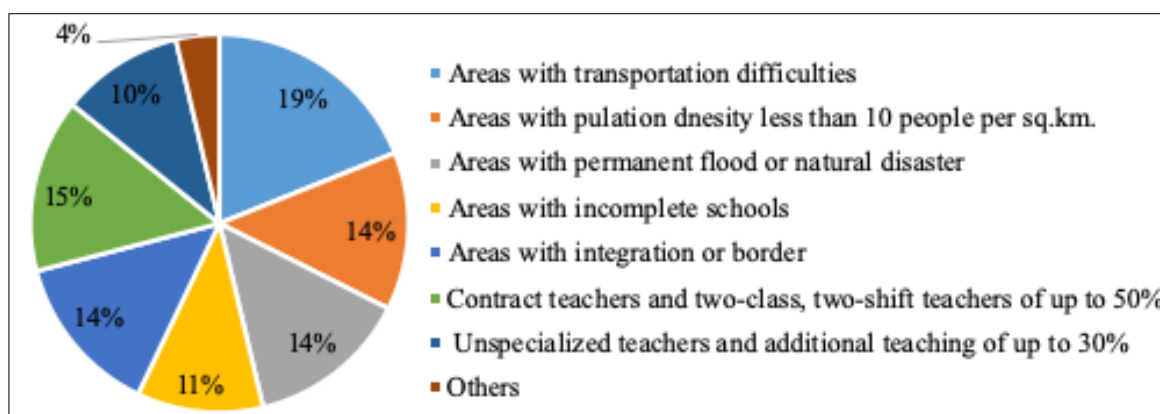 4%
10%
19%
15%
14%
14%
14%
11%
Areas with transportation difficulties
Areas with pulation dnesity less than 10 people per sq.km.
Areas with permanent flood or natural disaster
Areas with incomplete schools
Areas with integration or border
Contract teachers and two-class, two-shift teachers of up to 50%
Unspecialized teachers and additional teaching of up to 30%
Others